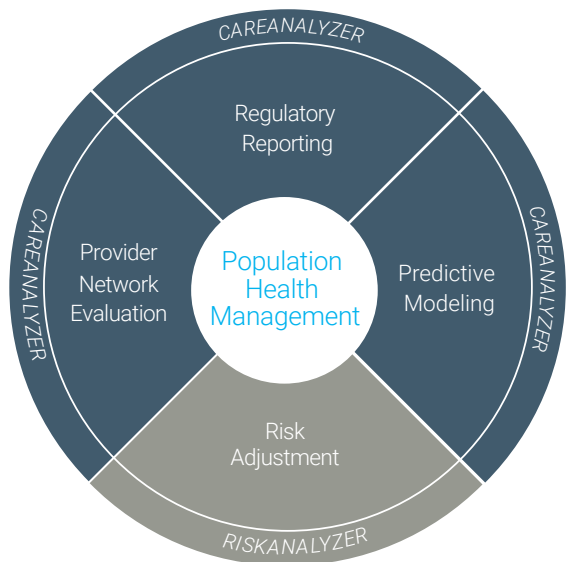 CAREANALYZER
Regulatory
Reporting
CAREANALYZER
Provider
Network
Evaluation
Population
Health
Management
Predictive
Modeling
CAREANALYZER
Risk
Adjustment
RISKANALYZER